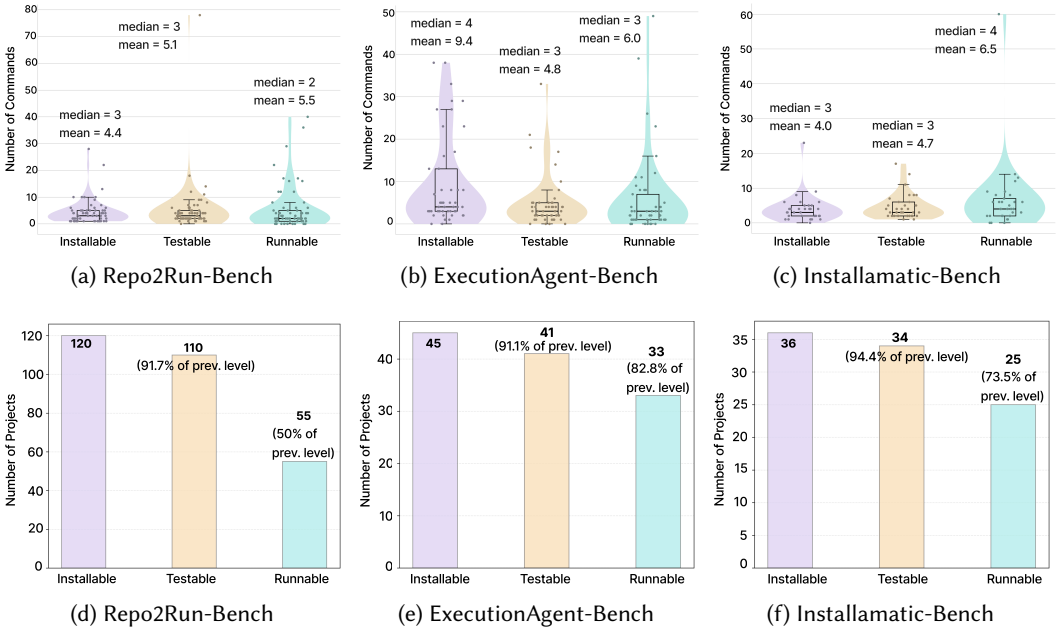 Number of Commands
80
70
60
50
40
30
20
10
0
median = 3
mean = 4.4
median = 3
mean = 5.1
median = 2
mean = 5.5
Installable
Testable
Runnable
(a) Repo2Run-Bench
Number of Commands
50
40
30
20
10
0
median = 4
mean = 9.4
median = 3
mean = 4.8
median = 3
mean = 6.0
Installable
Testable
Runnable
(b) ExecutionAgent-Bench
Number of Commands
60
50
40
30
20
10
0
median = 3
mean = 4.0
median = 3
mean = 4.7
median = 4
mean = 6.5
Installable
Testable
Runnable
(c) Installamatic-Bench
Number of Projects
120
100
80
60
40
20
0
120
110
(91.7% of prev. level)
55
(50% of
prev. level)
Installable
Testable
Runnable
(d) Repo2Run-Bench
Number of Projects
40
30
20
10
0
45
41
(91.1% of prev. level)
33
(82.8% of
prev. level)
Installable
Testable
Runnable
(e) ExecutionAgent-Bench
Number of Projects
35
30
25
20
15
10
5
0
36
34
(94.4% of prev. level)
25
(73.5% of
prev. level)
Installable
Testable
Runnable
(f) Installamatic-Bench